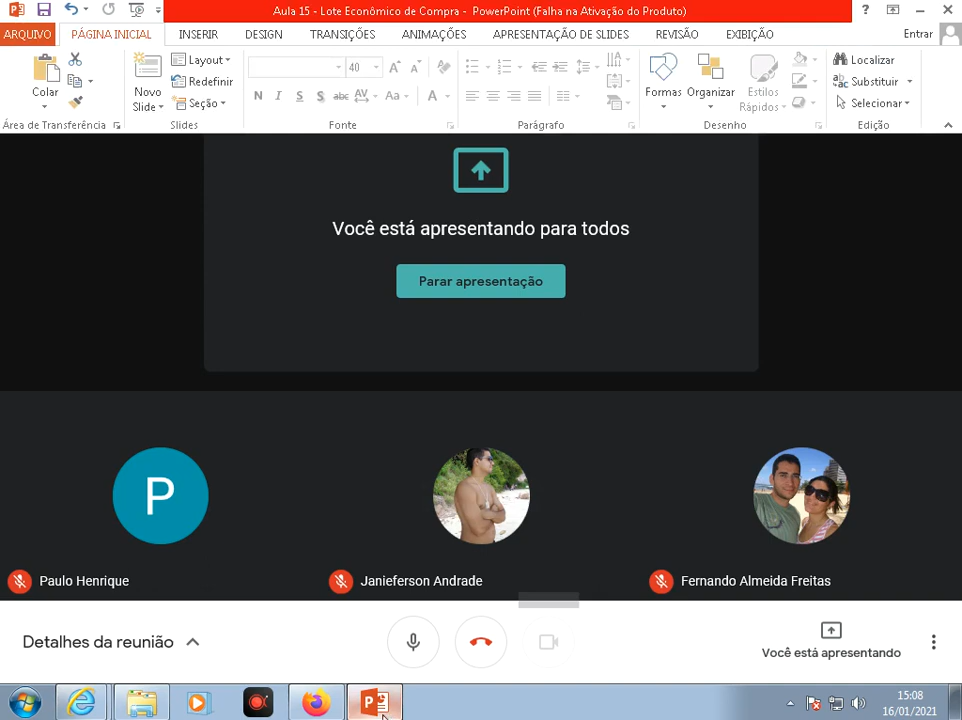 Aula 15 - Lote Econômico de Compra - PowerPoint (Falha na Ativação do Produto)
ARQUIVO PÁGINA INICIAL INSERIR DESIGN TRANSIÇÕES ANIMAÇÕES APRESENTAÇÃO DE SLIDES REVISÃO EXIBIÇÃO Entrar
Colar
Novo
Slide
Layout
Redefinir
Seção
40
N I S S abc AV Aa A
Formas
Organizar
Estilos
Rápidos
Localizar
Substituir
Selecionar
Área de Transferência Slides Fonte Parágrafo Desenho Edição
Você está apresentando para todos
Parar apresentação
P
Paulo Henrique
Janieferson Andrade
Fernando Almeida Freitas
Detalhes da reunião
Você está apresentando
15:08
16/01/2021